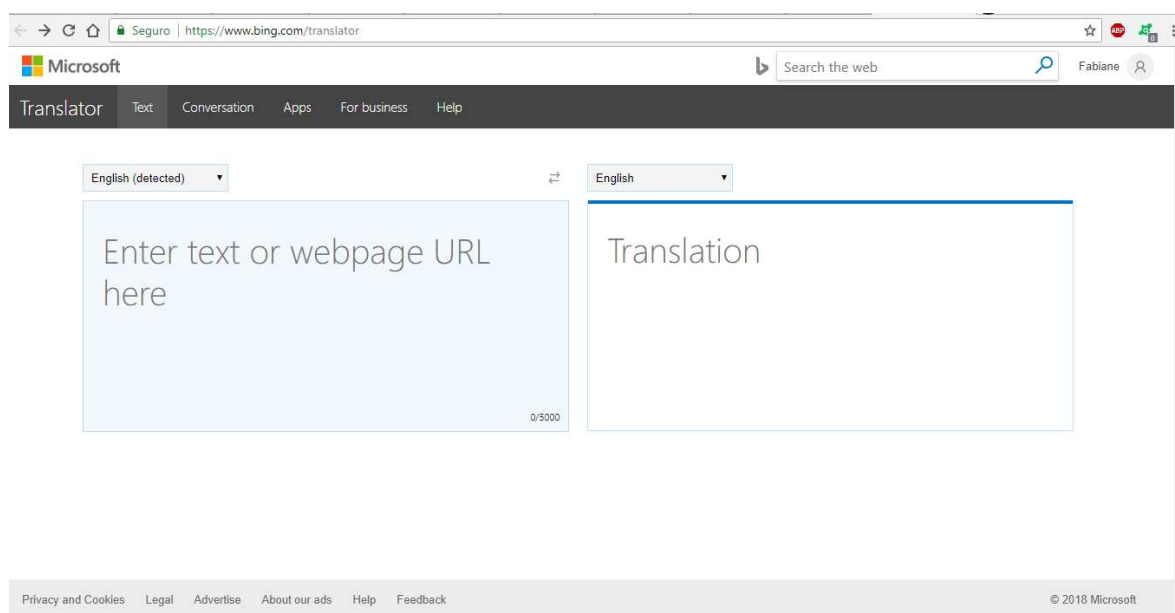 Seguro | https://www.bing.com/translator
ABP
0
Microsoft
Search the web
Fabiane
Translator Text Conversation Apps For business Help
English (detected)
English
Enter text or webpage URL
here
Translation
0/5000
Privacy and Cookies Legal Advertise About our ads Help Feedback
© 2018 Microsoft